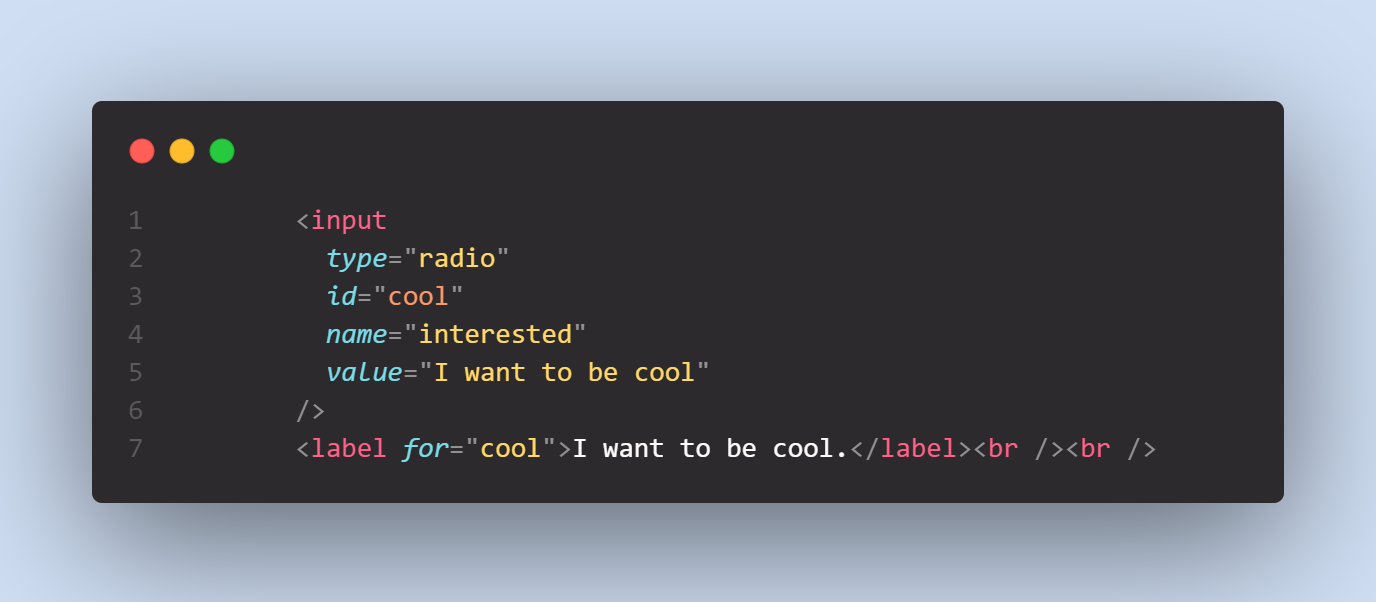 1 <input
2 type="radio"
3 id="cool"
4 name="interested"
5 value="I want to be cool"
6 />
7 <label for="cool">I want to be cool.</label><br /><br />